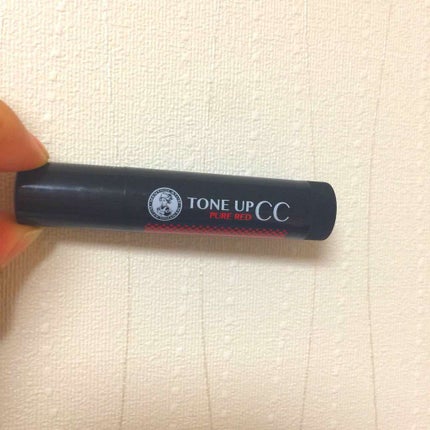 TONE UP CC
PURE RED